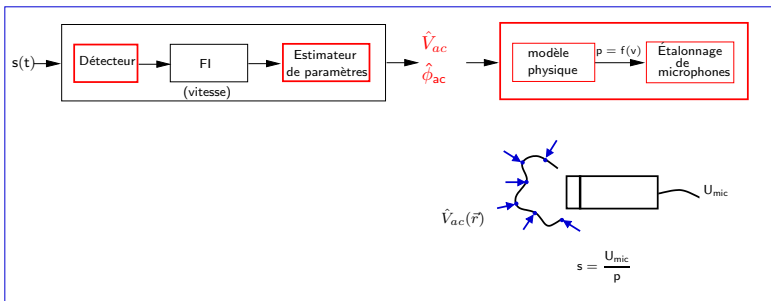 s(t)
Détecteur
FI
(vitesse)
Estimateur
de paramètres
V̂ac
ϕ̂ac
modèle
physique
p = f(v)
Étalonnage
de
microphones
V̂ac(r⃗)
Umic
s = Umic / p